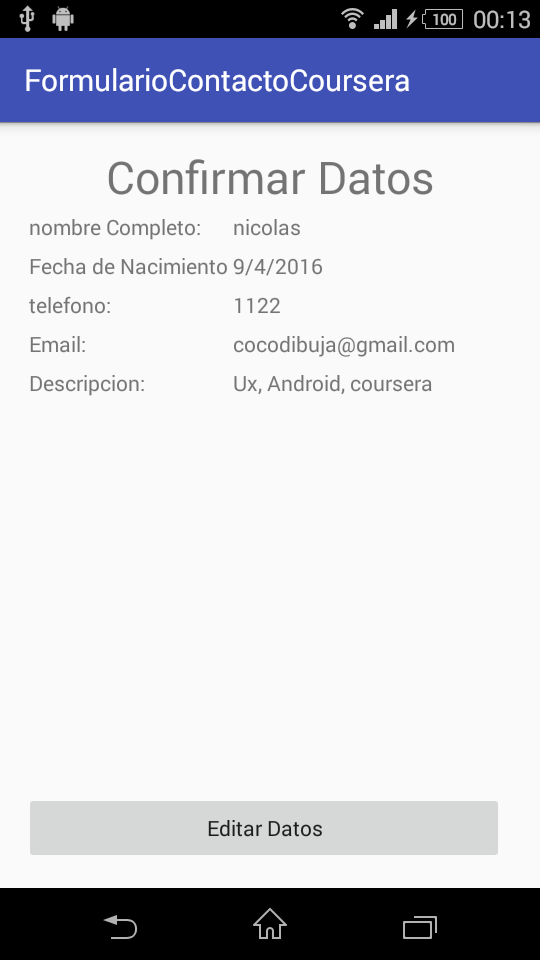 100 00:13
FormularioContactoCoursera
Confirmar Datos
nombre Completo: nicolas
Fecha de Nacimiento 9/4/2016
telefono: 1122
Email: cocodibuja@gmail.com
Descripcion: Ux, Android, coursera
Editar Datos